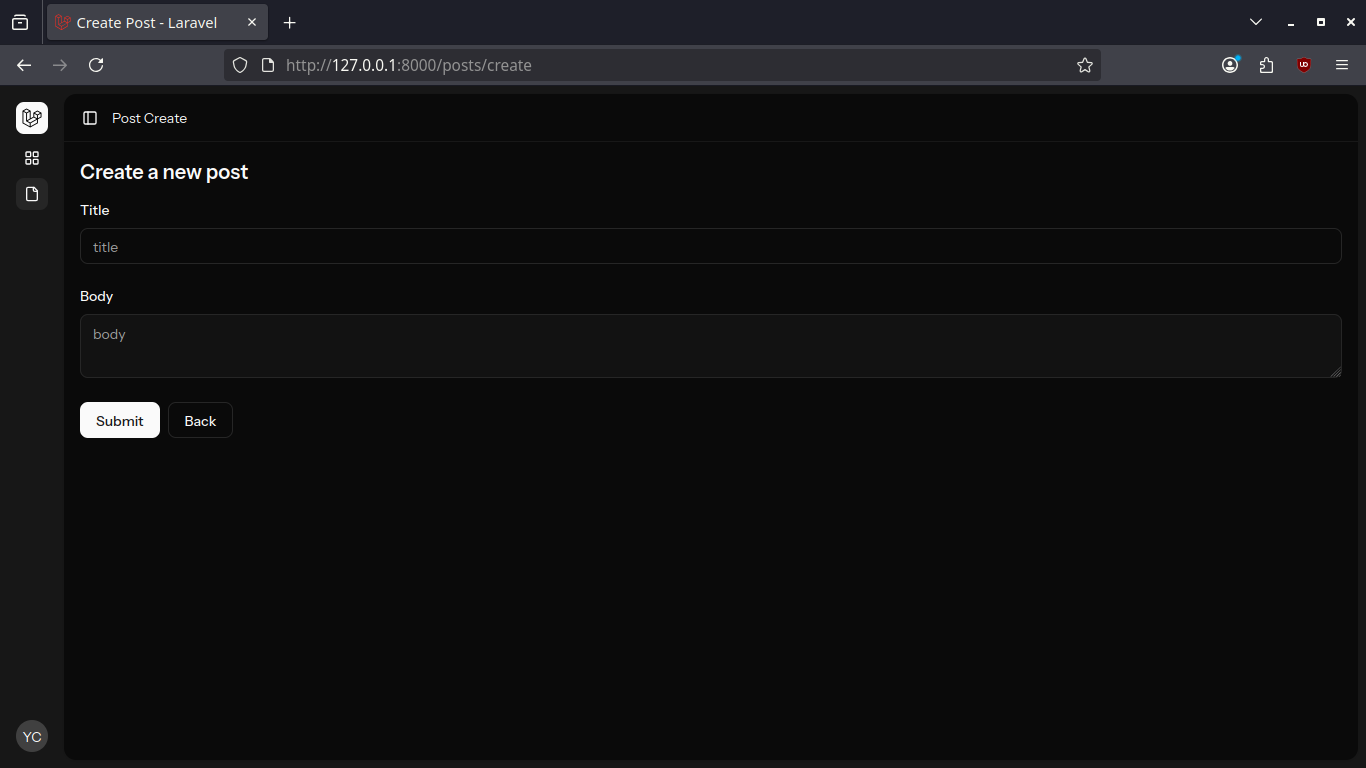 Create Post - Laravel
http://127.0.0.1:8000/posts/create
Post Create
Create a new post
Title
title
Body
body
Submit
Back
YC